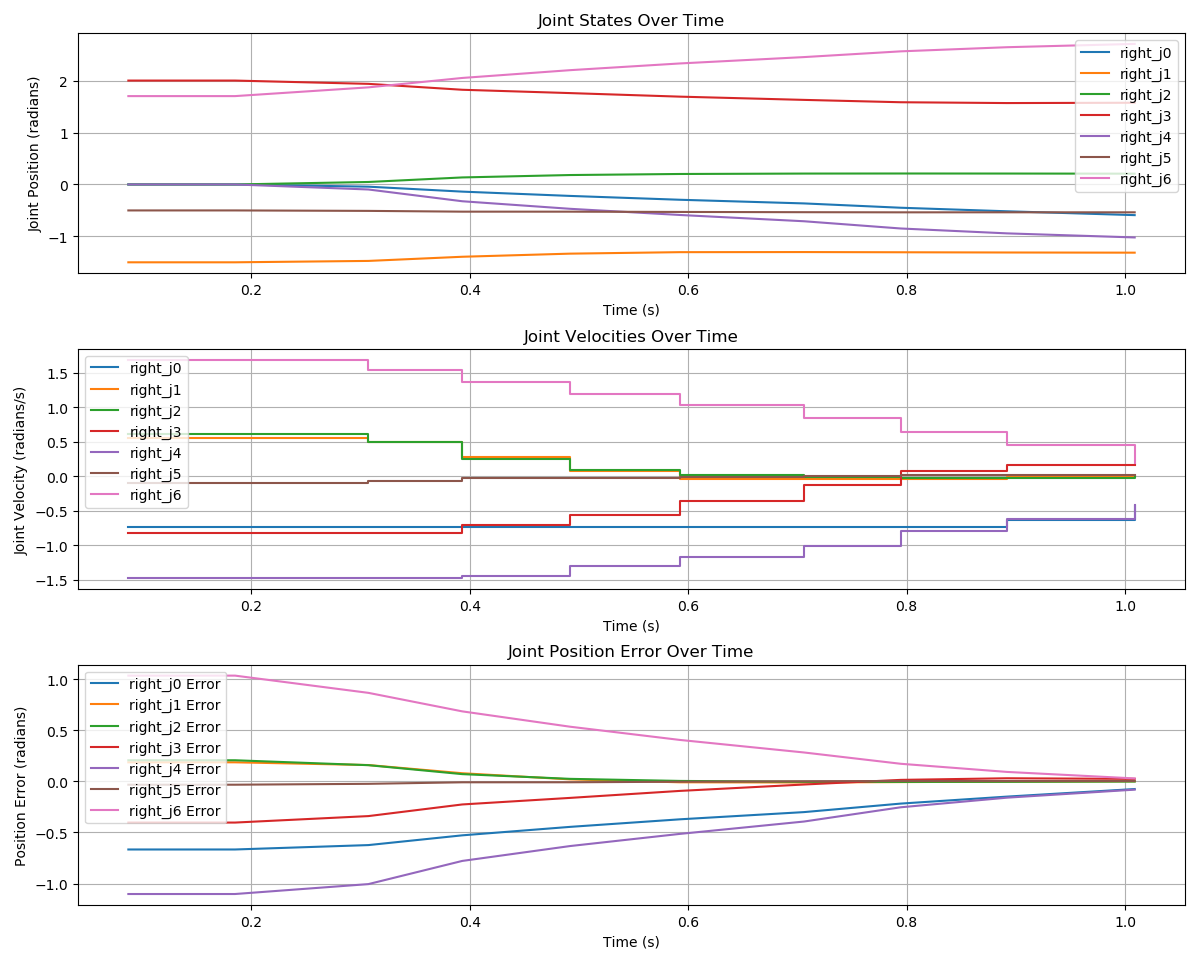 Joint States Over Time
Joint Position (radians)
2
1
0
−1
right_j0
right_j1
right_j2
right_j3
right_j4
right_j5
right_j6
0.2 0.4 0.6 0.8 1.0
Time (s)
Joint Velocities Over Time
Joint Velocity (radians/s)
1.5
1.0
0.5
0.0
−0.5
−1.0
−1.5
right_j0
right_j1
right_j2
right_j3
right_j4
right_j5
right_j6
0.2 0.4 0.6 0.8 1.0
Time (s)
Joint Position Error Over Time
Position Error (radians)
1.0
0.5
0.0
−0.5
−1.0
right_j0 Error
right_j1 Error
right_j2 Error
right_j3 Error
right_j4 Error
right_j5 Error
right_j6 Error
0.2 0.4 0.6 0.8 1.0
Time (s)